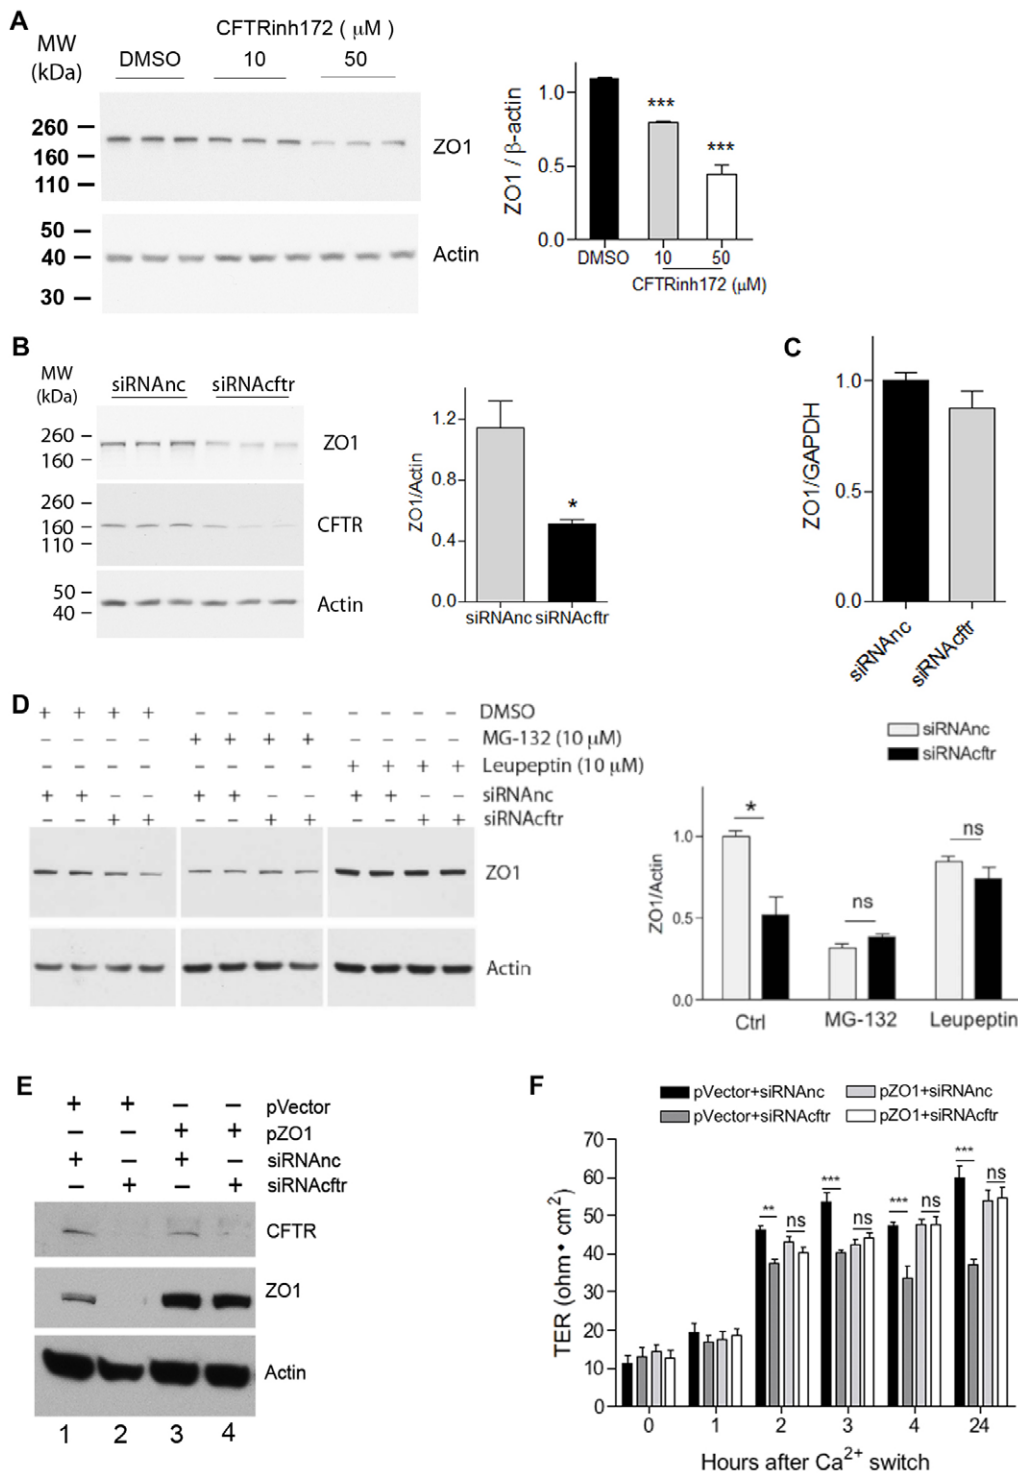 A
CFTRinh172 ( μM )
MW
(kDa)
DMSO 10 50
260
160
110
ZO1
50
40
30
Actin
ZO1 / β-actin
1.0
0.5
0.0
***
***
DMSO 10 50
CFTRinh172 (μM)
B
MW
(kDa)
siRNAnc siRNAcftr
260
160
ZO1
260
160
110
CFTR
50
40
Actin
ZO1/Actin
1.2
0.8
0.4
0.0
*
siRNAnc siRNAcftr
C
ZO1/GAPDH
1.0
0.5
0.0
siRNAnc
siRNAcftr
D
+ + + + − − − − − − − − DMSO
− − − − + + + + − − − − MG-132 (10 μM)
− − − − − − − − + + + + Leupeptin (10 μM)
+ + − − + + − − + + − − siRNAnc
− − + + − − + + − − + + siRNAcftr
ZO1
Actin
siRNAnc
siRNAcftr
ZO1/Actin
1.0
0.5
0.0
*
ns
ns
Ctrl MG-132 Leupeptin
E
+ + − − pVector
− − + + pZO1
+ − + − siRNAnc
− + − + siRNAcftr
CFTR
ZO1
Actin
1 2 3 4
F
pVector+siRNAnc pZO1+siRNAnc
pVector+siRNAcftr pZO1+siRNAcftr
TER (ohm• cm2)
70
60
50
40
30
20
10
0
** ns
*** ns
*** ns
*** ns
0 1 2 3 4 24
Hours after Ca2+ switch